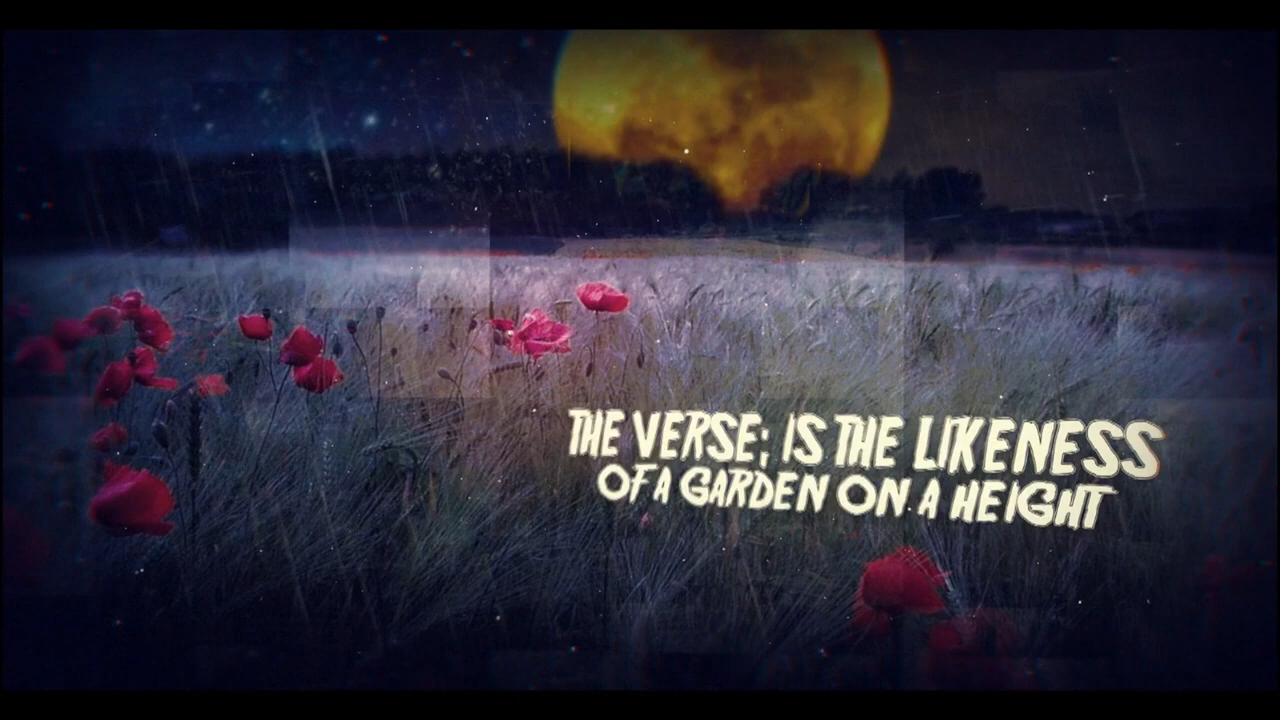 THE VERSE; IS THE LIKENESS
OF A GARDEN ON A HEIGHT